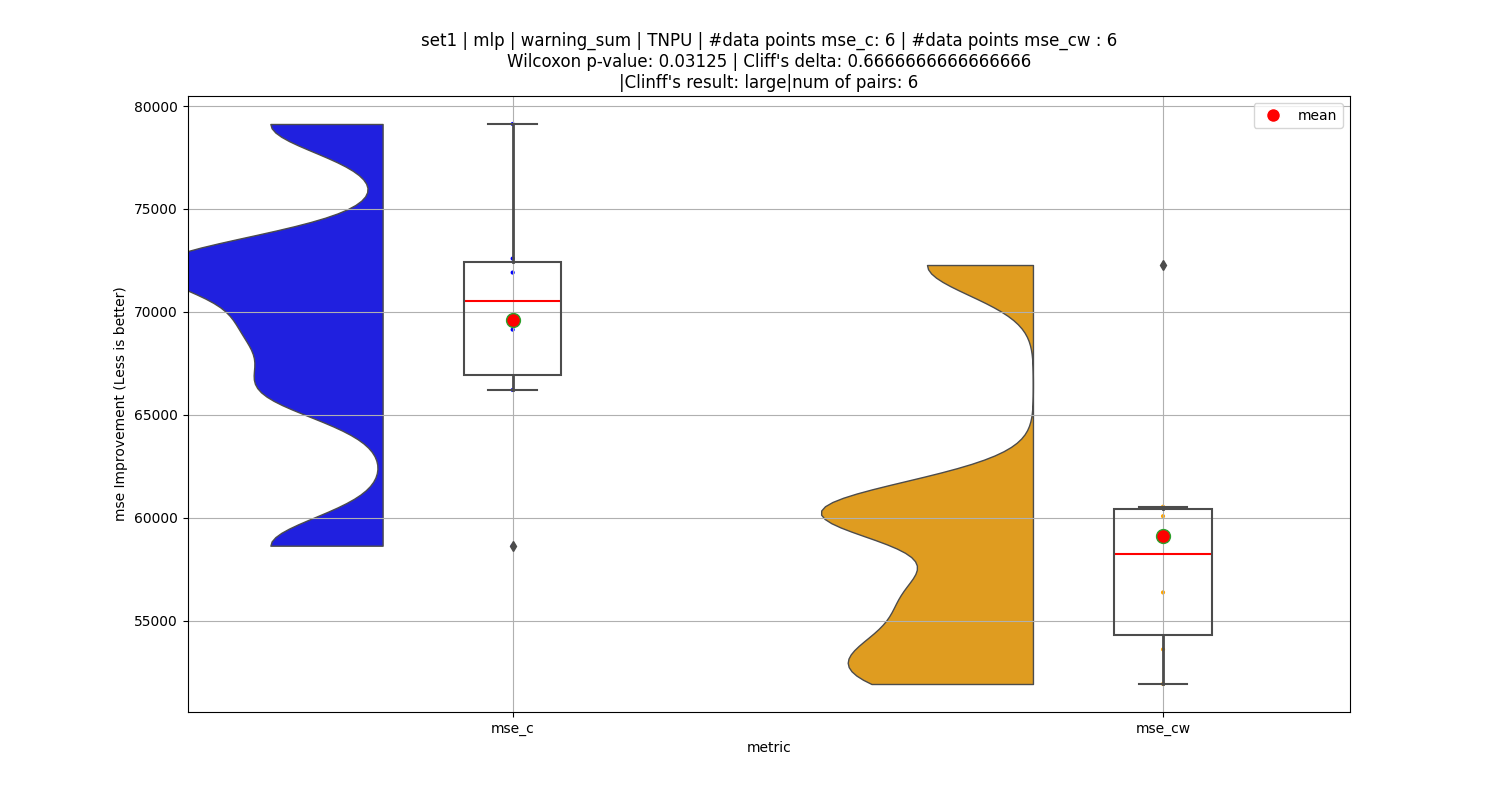 set1 | mlp | warning_sum | TNPU | #data points mse_c: 6 | #data points mse_cw : 6
Wilcoxon p-value: 0.03125 | Cliff's delta: 0.6666666666666666
|Clinff's result: large|num of pairs: 6
mean
80000
75000
70000
65000
60000
55000
mse Improvement (Less is better)
mse_c
mse_cw
metric